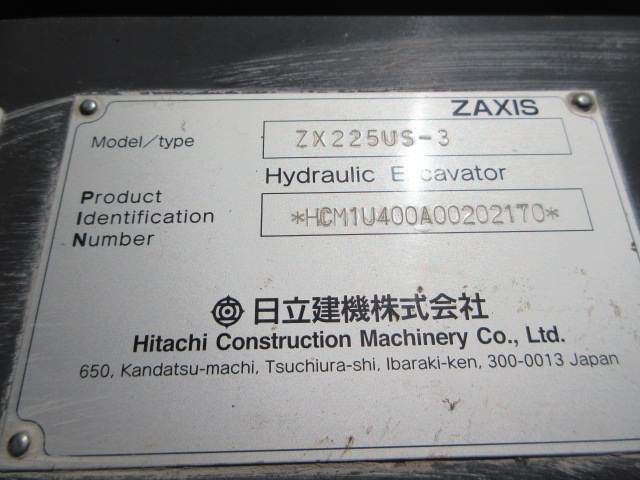 ZAXIS
Model/type ZX225US-3
Hydraulic Excavator
Product
Identification
Number
*HCM1U400A00202170*
日立建機株式会社
Hitachi Construction Machinery Co., Ltd.
650, Kandatsu-machi, Tsuchiura-shi, Ibaraki-ken, 300-0013 Japan